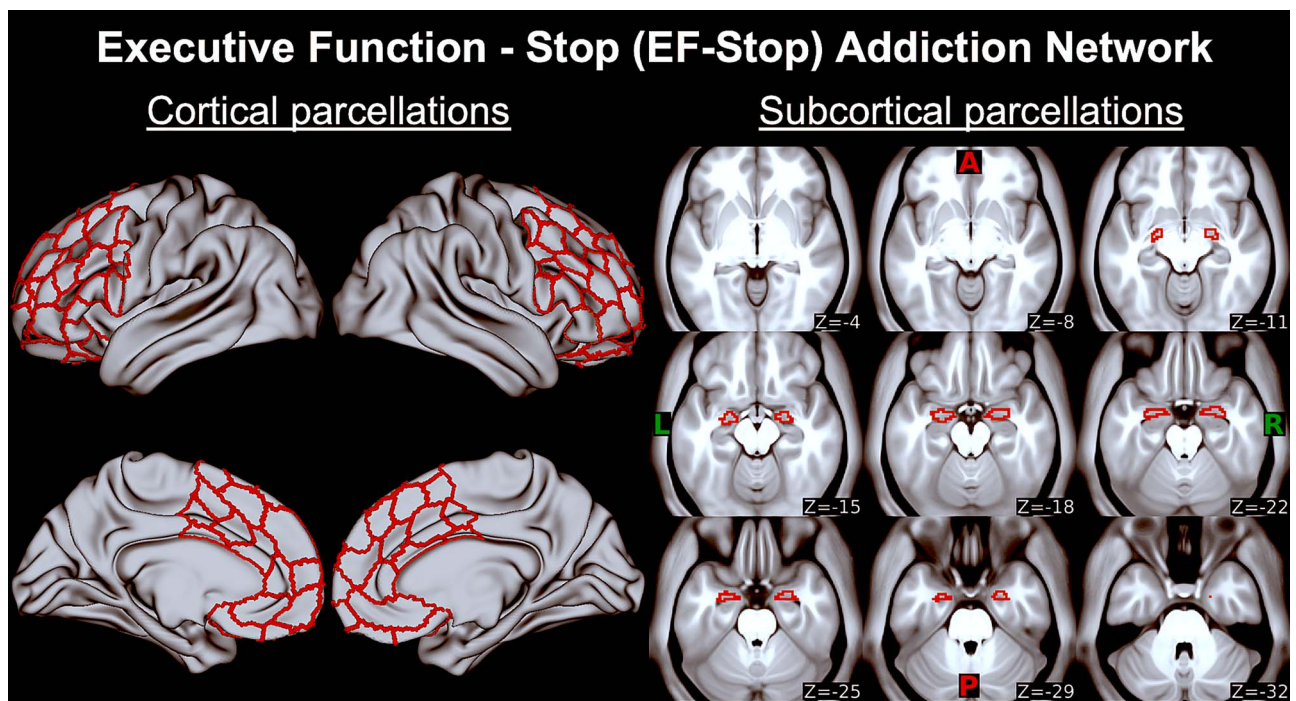 Executive Function - Stop (EF-Stop) Addiction Network
Cortical parcellations
Subcortical parcellations
A
Z=-4
Z=-8
Z=-11
L
R
Z=-15
Z=-18
Z=-22
P
Z=-25
Z=-29
Z=-32